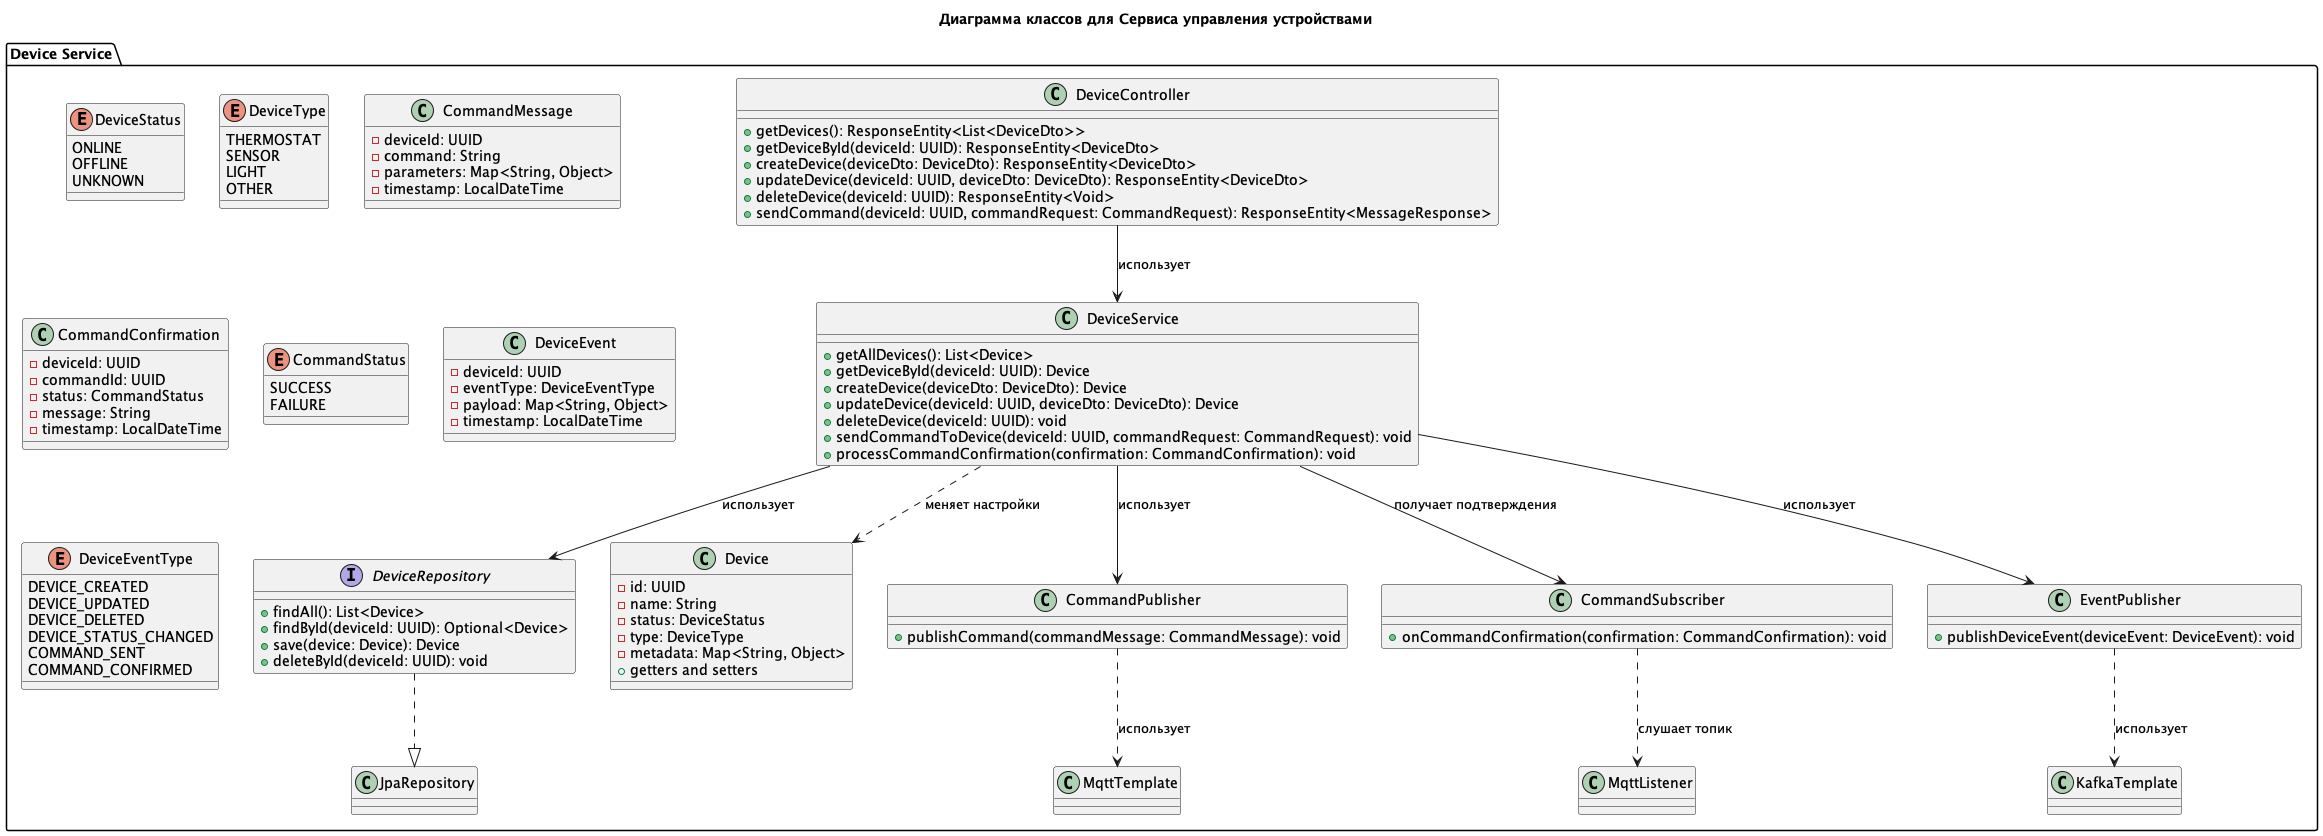 Диаграмма классов для Сервиса управления устройствами
Device Service
E DeviceStatus
ONLINE
OFFLINE
UNKNOWN
E DeviceType
THERMOSTAT
SENSOR
LIGHT
OTHER
C CommandMessage
deviceId: UUID
command: String
parameters: Map<String, Object>
timestamp: LocalDateTime
C DeviceController
getDevices(): ResponseEntity<List<DeviceDto>>
getDeviceById(deviceId: UUID): ResponseEntity<DeviceDto>
createDevice(deviceDto: DeviceDto): ResponseEntity<DeviceDto>
updateDevice(deviceId: UUID, deviceDto: DeviceDto): ResponseEntity<DeviceDto>
deleteDevice(deviceId: UUID): ResponseEntity<Void>
sendCommand(deviceId: UUID, commandRequest: CommandRequest): ResponseEntity<MessageResponse>
использует
C CommandConfirmation
deviceId: UUID
commandId: UUID
status: CommandStatus
message: String
timestamp: LocalDateTime
E CommandStatus
SUCCESS
FAILURE
C DeviceEvent
deviceId: UUID
eventType: DeviceEventType
payload: Map<String, Object>
timestamp: LocalDateTime
C DeviceService
getAllDevices(): List<Device>
getDeviceById(deviceId: UUID): Device
createDevice(deviceDto: DeviceDto): Device
updateDevice(deviceId: UUID, deviceDto: DeviceDto): Device
deleteDevice(deviceId: UUID): void
sendCommandToDevice(deviceId: UUID, commandRequest: CommandRequest): void
processCommandConfirmation(confirmation: CommandConfirmation): void
использует
меняет настройки
использует
получает подтверждения
использует
E DeviceEventType
DEVICE_CREATED
DEVICE_UPDATED
DEVICE_DELETED
DEVICE_STATUS_CHANGED
COMMAND_SENT
COMMAND_CONFIRMED
I DeviceRepository
findAll(): List<Device>
findById(deviceId: UUID): Optional<Device>
save(device: Device): Device
deleteById(deviceId: UUID): void
C Device
id: UUID
name: String
status: DeviceStatus
type: DeviceType
metadata: Map<String, Object>
getters and setters
C CommandPublisher
publishCommand(commandMessage: CommandMessage): void
C CommandSubscriber
onCommandConfirmation(confirmation: CommandConfirmation): void
C EventPublisher
publishDeviceEvent(deviceEvent: DeviceEvent): void
использует
слушает топик
использует
C JpaRepository
C MqttTemplate
C MqttListener
C KafkaTemplate